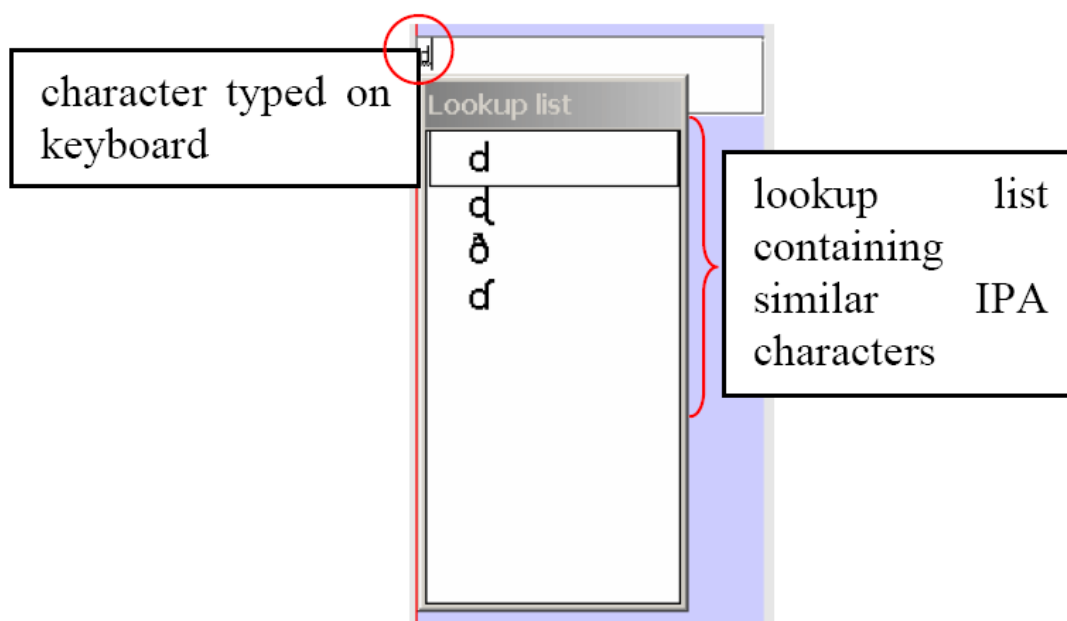 d
character typed on
keyboard
Lookup list
d
ɖ
ð
ɗ
lookup list
containing
similar IPA
characters